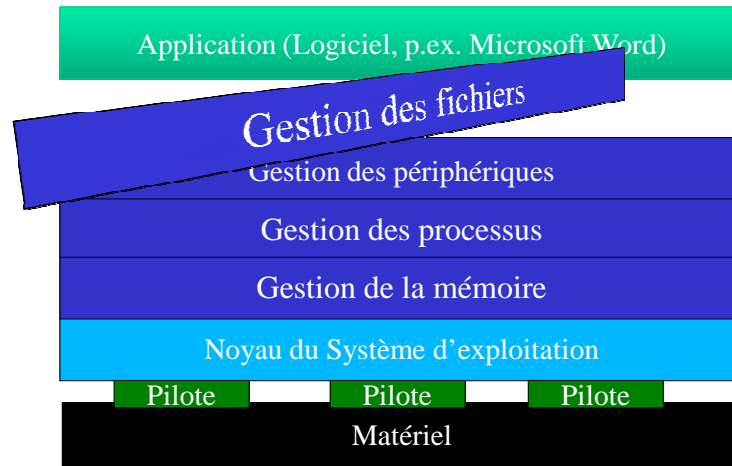 Application (Logiciel, p.ex. Microsoft Word)
Gestion des fichiers
Gestion des périphériques
Gestion des processus
Gestion de la mémoire
Noyau du Système d’exploitation
Pilote Pilote Pilote
Matériel